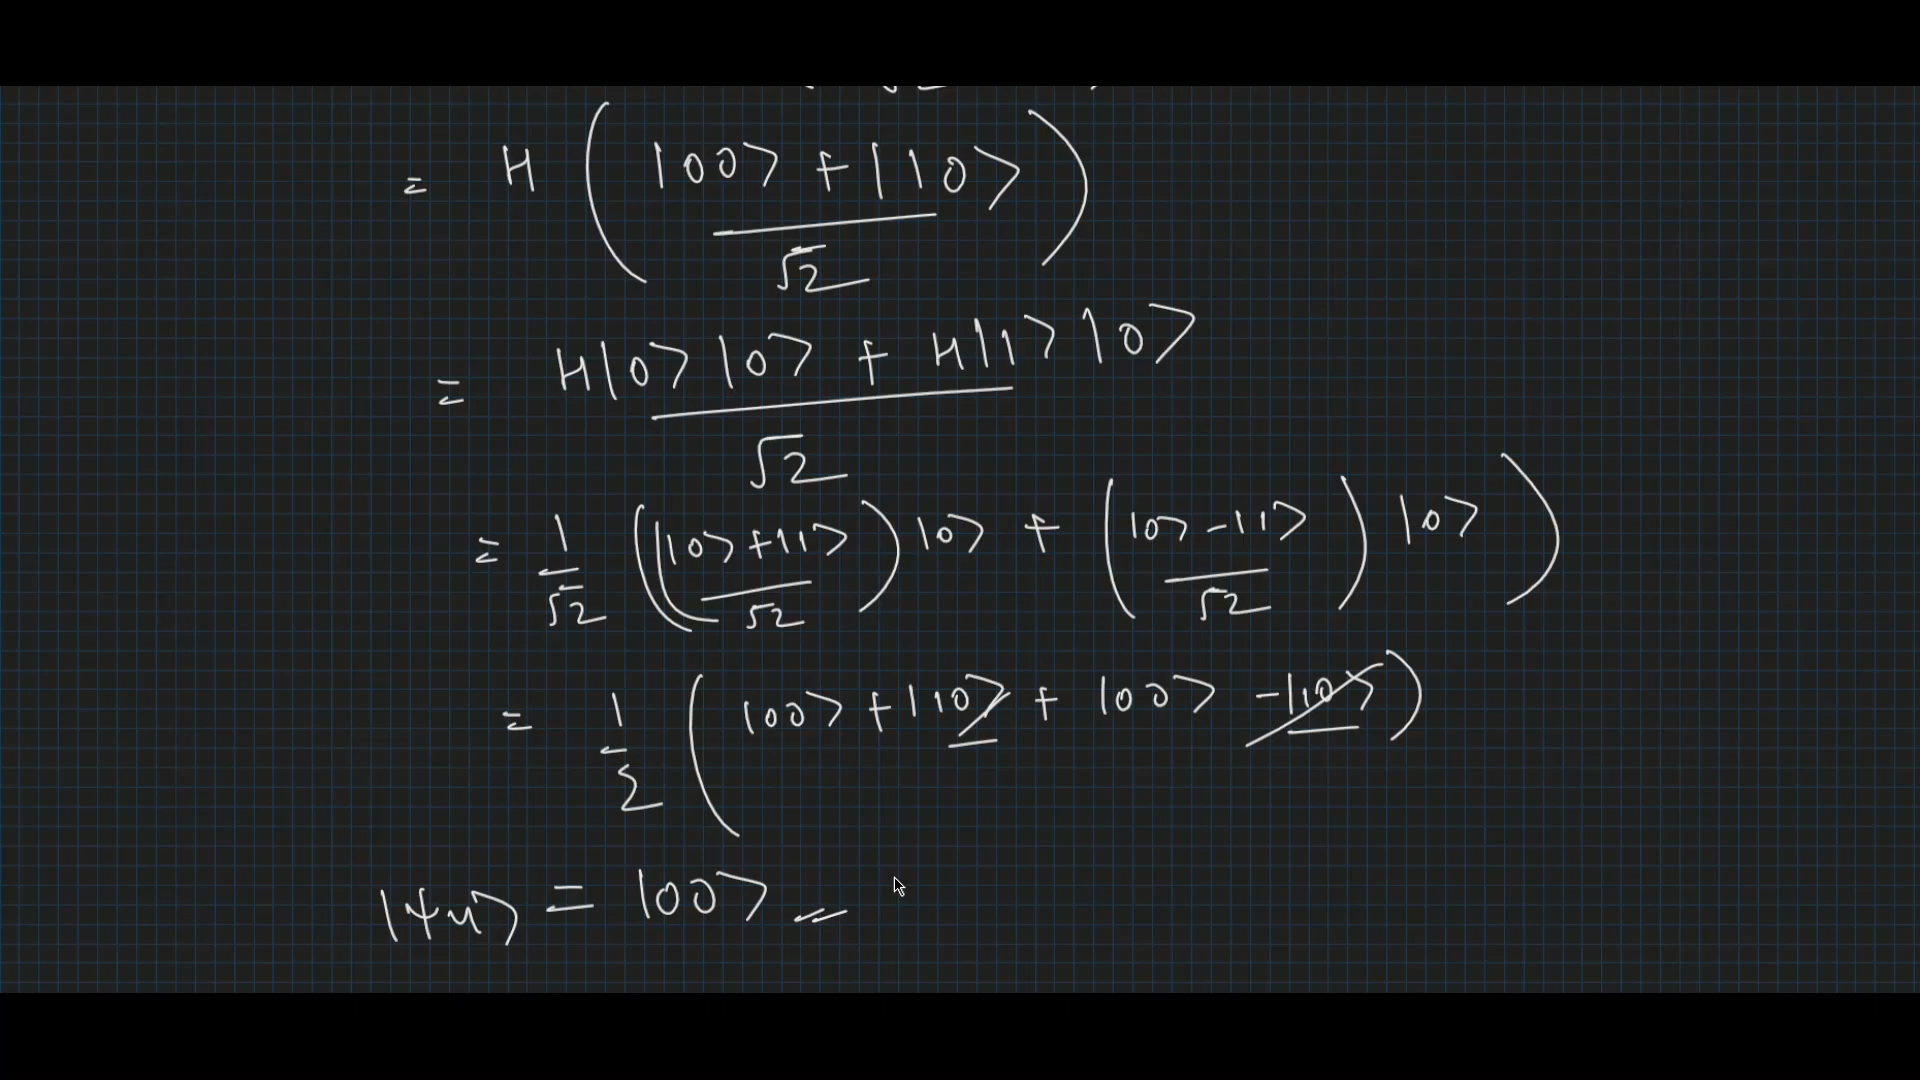 = H ( |00> + |10> / √2 )
= H|0> |0> + H|1> |0> / √2
= 1/√2 ( ( |0> + |1> / √2 ) |0> + ( |0> - |1> / √2 ) |0> )
= 1/2 ( |00> + |10> + |00> - |10> )
|ψ4> = |00>